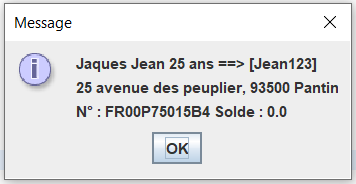 Message
Jaques Jean 25 ans ==> [Jean123]
25 avenue des peuplier, 93500 Pantin
N° : FR00P75015B4 Solde : 0.0
OK